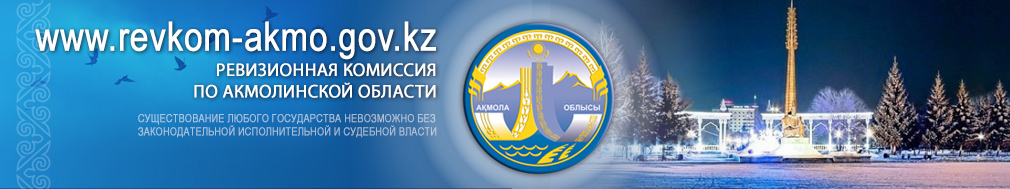 www.revkom-akmo.gov.kz
РЕВИЗИОННАЯ КОМИССИЯ
ПО АКМОЛИНСКОЙ ОБЛАСТИ
СУЩЕСТВОВАНИЕ ЛЮБОГО ГОСУДАРСТВА НЕВОЗМОЖНО БЕЗ
ЗАКОНОДАТЕЛЬНОЙ ИСПОЛНИТЕЛЬНОЙ И СУДЕБНОЙ ВЛАСТИ
АҚМОЛА ОБЛЫСЫ